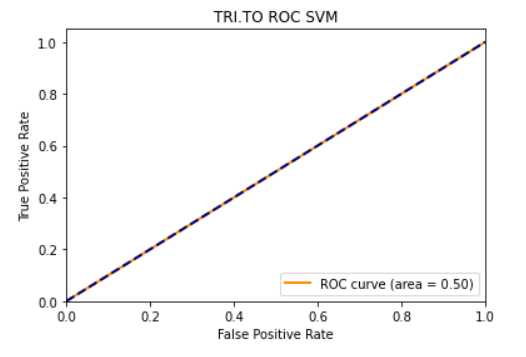 TRI.TO ROC SVM
1.0
0.8
0.6
0.4
0.2
0.0
True Positive Rate
ROC curve (area = 0.50)
0.0 0.2 0.4 0.6 0.8 1.0
False Positive Rate